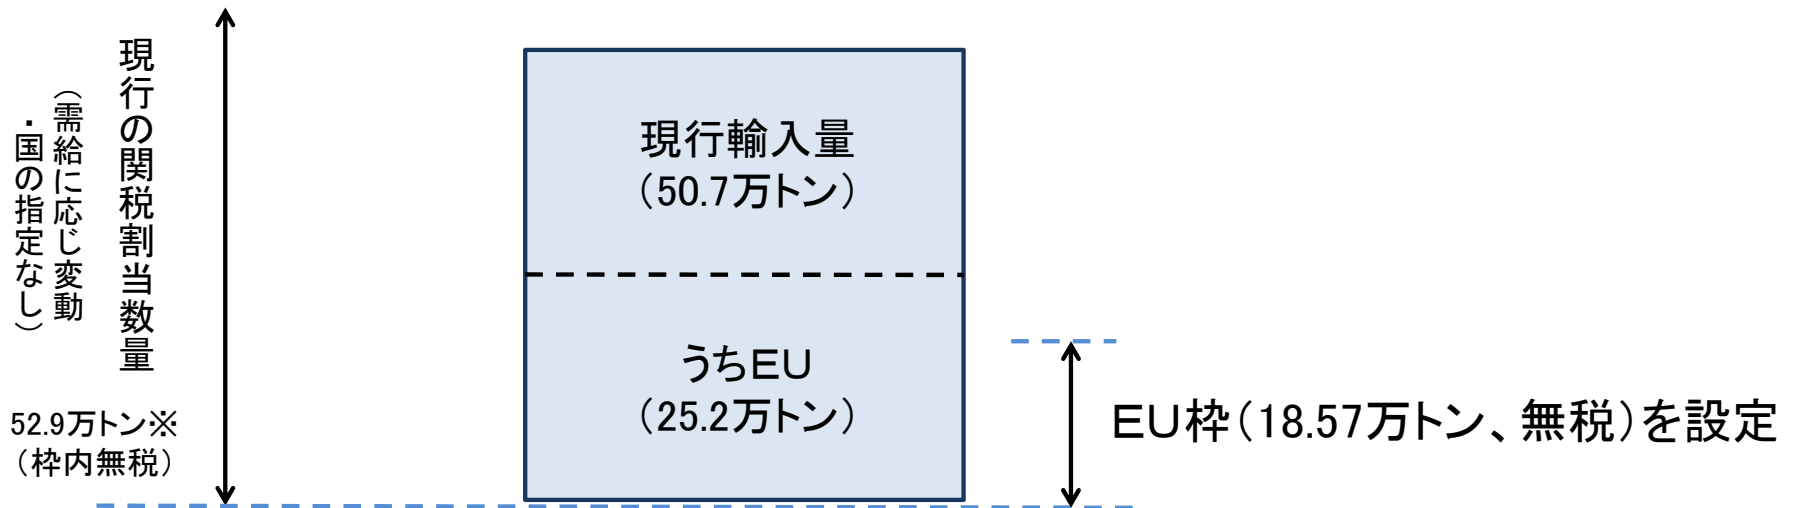 現行の関税割当数量
（需給に応じ変動
・国の指定なし）
52.9万トン※
（枠内無税）
現行輸入量
（50.7万トン）
うちＥＵ
（25.2万トン）
ＥＵ枠（18.57万トン、無税）を設定